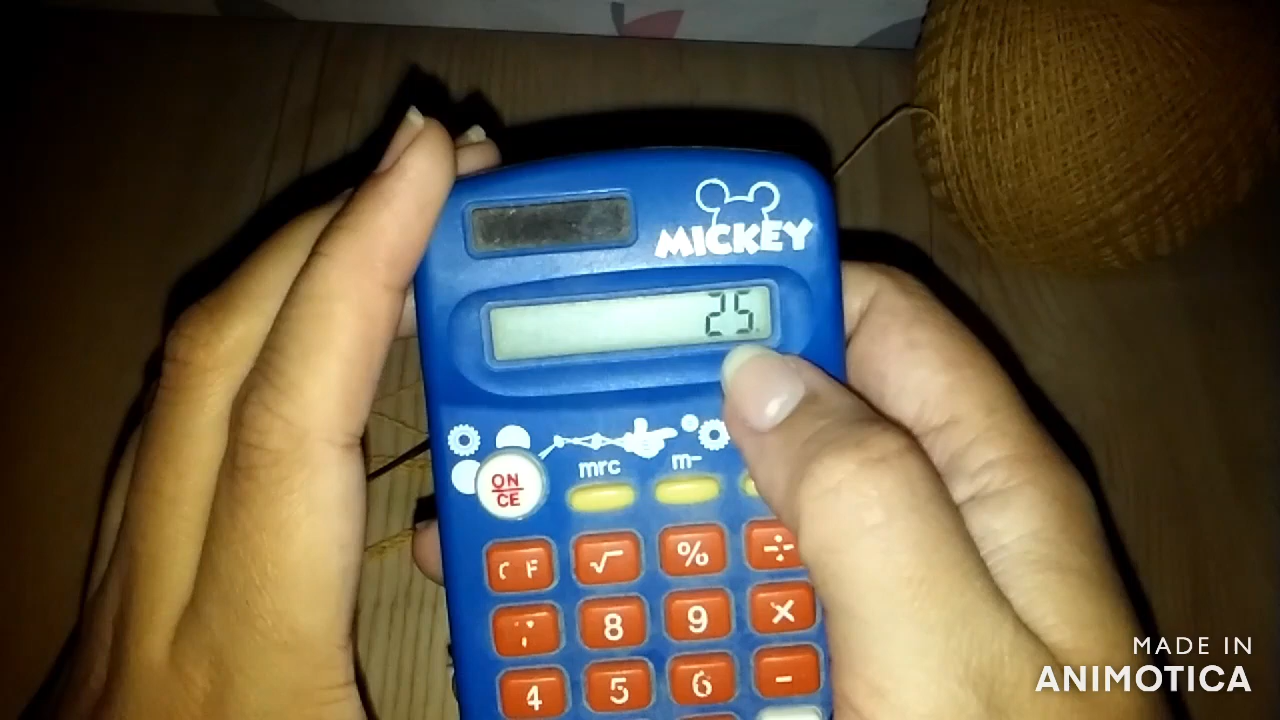 MICKEY
25.
mrc m-
ON
CE
√ % ÷
8 9 ×
4 5 6 -
MADE IN
ANIMOTICA